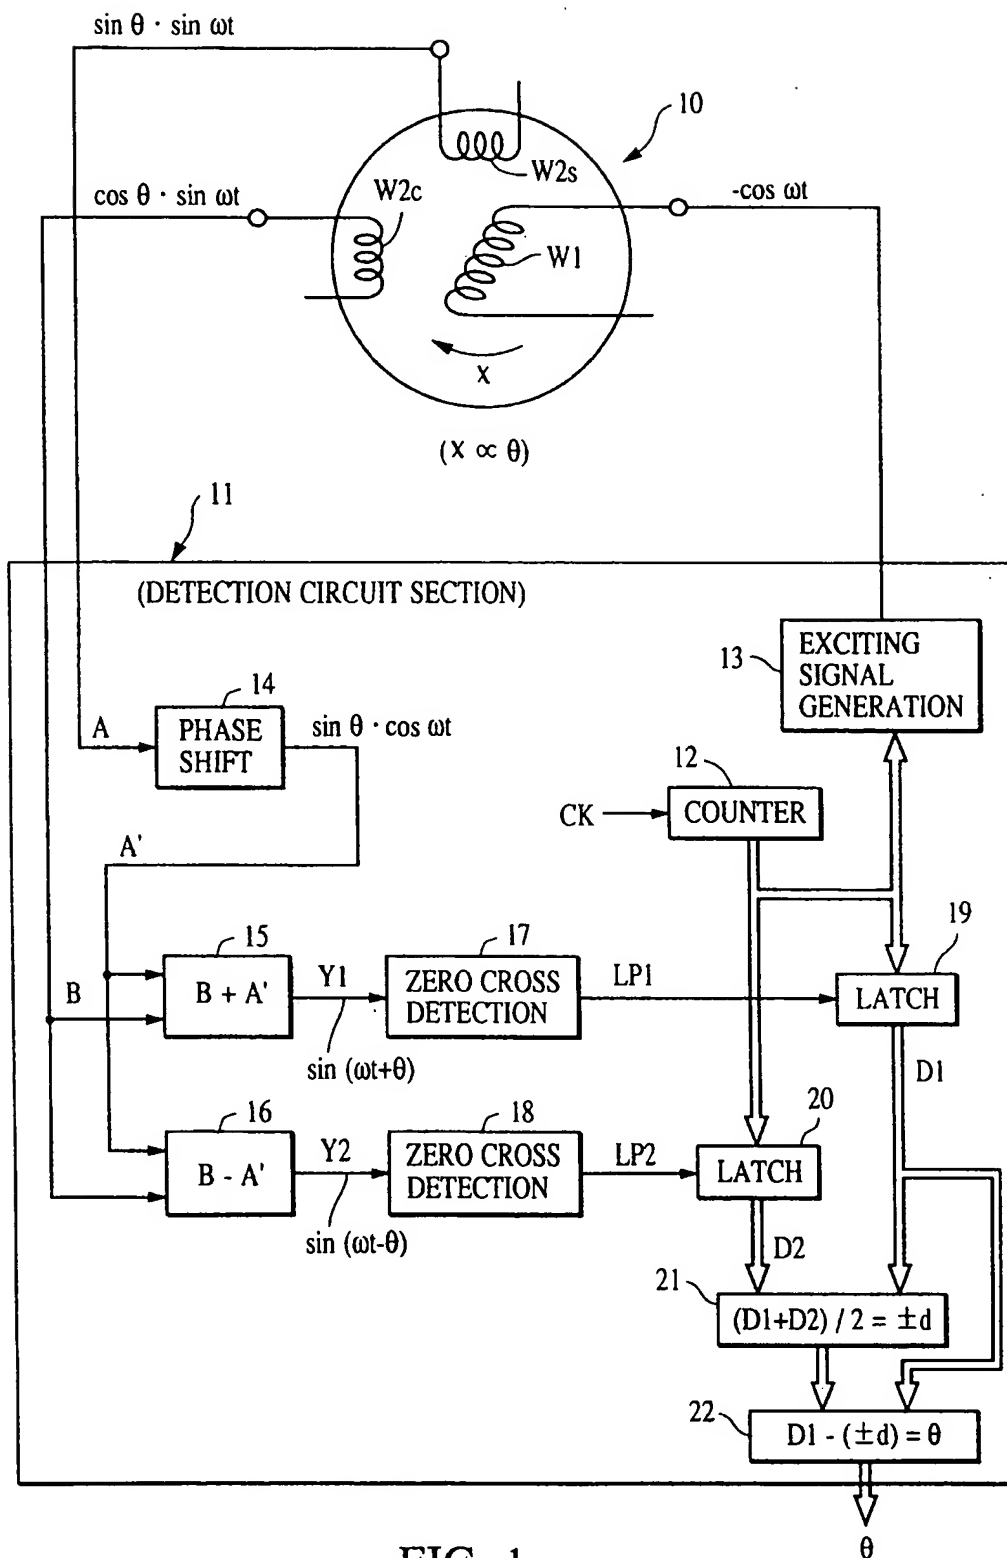 sin θ · sin ωt
10
W2s
W2c
cos θ · sin ωt
-cos ωt
W1
X
(X ∝ θ)
11
(DETECTION CIRCUIT SECTION)
13
EXCITING
SIGNAL
GENERATION
14
A
PHASE
SHIFT
sin θ · cos ωt
12
CK
COUNTER
A'
19
15
17
B
B + A'
Y1
ZERO CROSS
DETECTION
LP1
LATCH
sin (ωt+θ)
D1
16
18
20
B - A'
Y2
ZERO CROSS
DETECTION
LP2
LATCH
sin (ωt-θ)
D2
21
(D1+D2) / 2 = ±d
22
D1 - (±d) = θ
θ